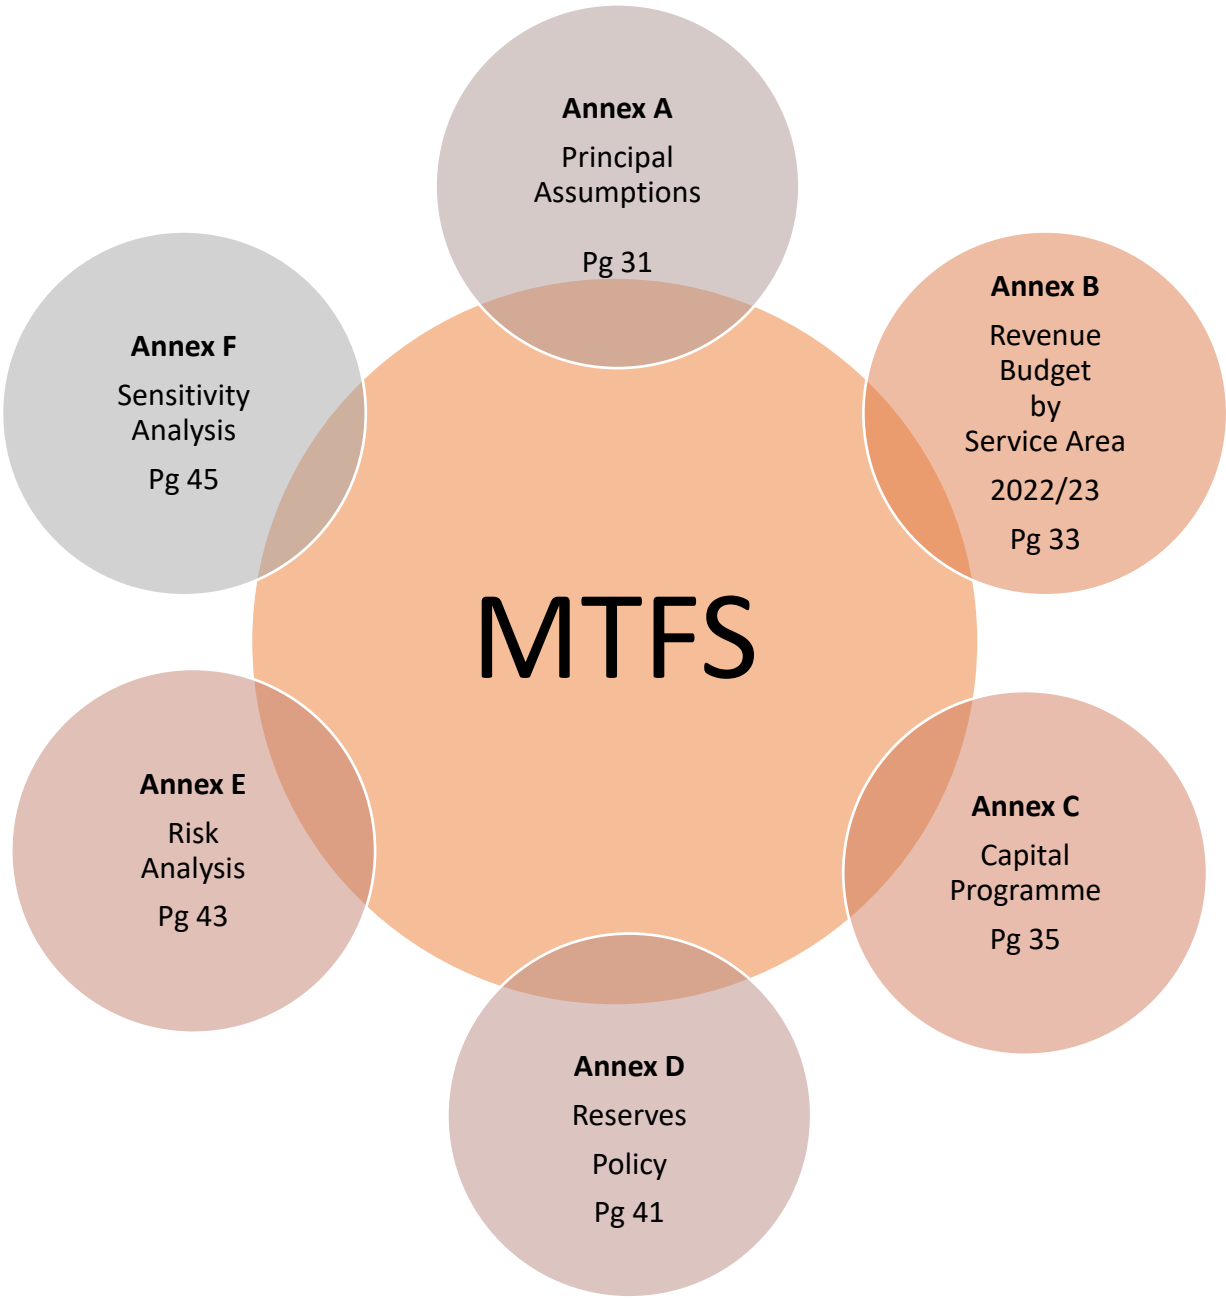 Annex A
Principal
Assumptions
Pg 31
Annex B
Revenue
Budget
by
Service Area
2022/23
Pg 33
Annex C
Capital
Programme
Pg 35
Annex D
Reserves
Policy
Pg 41
Annex E
Risk
Analysis
Pg 43
Annex F
Sensitivity
Analysis
Pg 45
MTFS